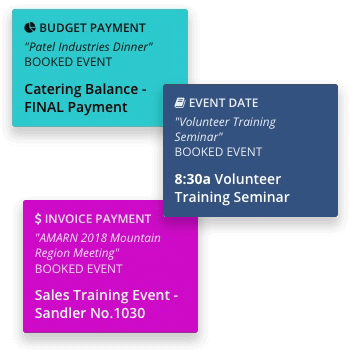 BUDGET PAYMENT
"Patel Industries Dinner"
BOOKED EVENT
Catering Balance -
FINAL Payment
EVENT DATE
"Volunteer Training
Seminar"
BOOKED EVENT
8:30a Volunteer
Training Seminar
$ INVOICE PAYMENT
"AMARN 2018 Mountain
Region Meeting"
BOOKED EVENT
Sales Training Event -
Sandler No.1030